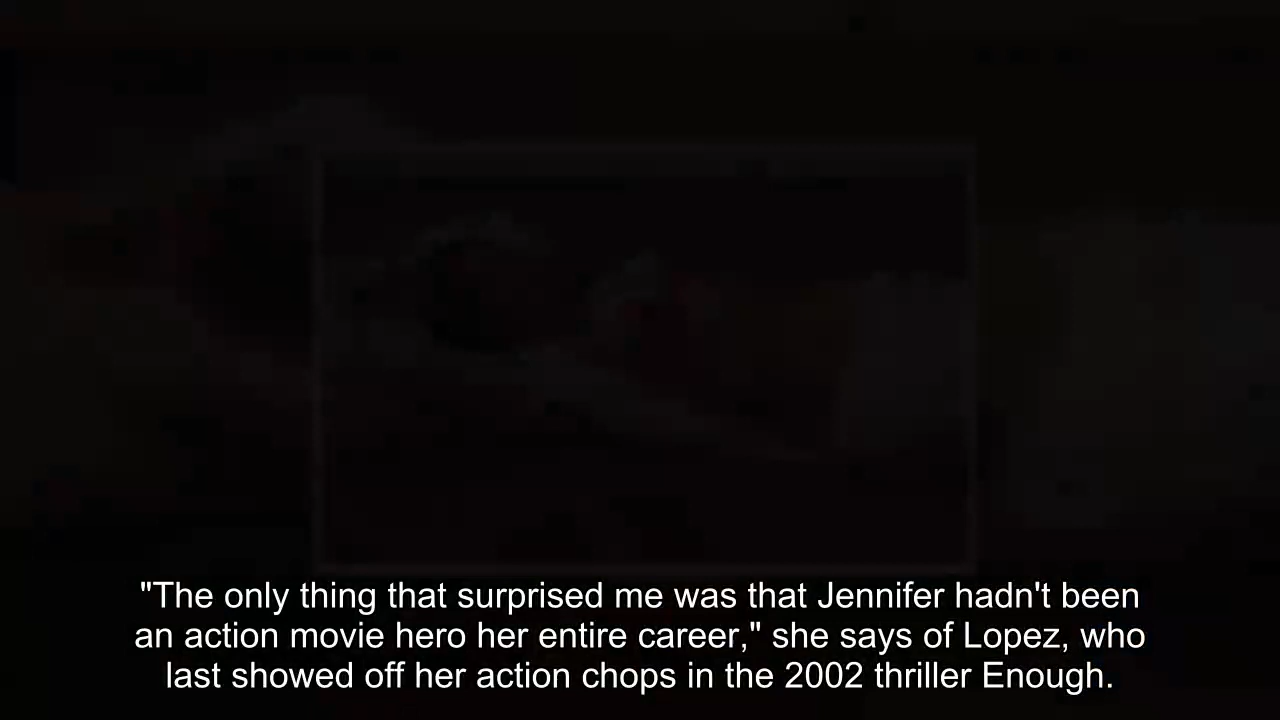 "The only thing that surprised me was that Jennifer hadn't been
an action movie hero her entire career," she says of Lopez, who
last showed off her action chops in the 2002 thriller Enough.